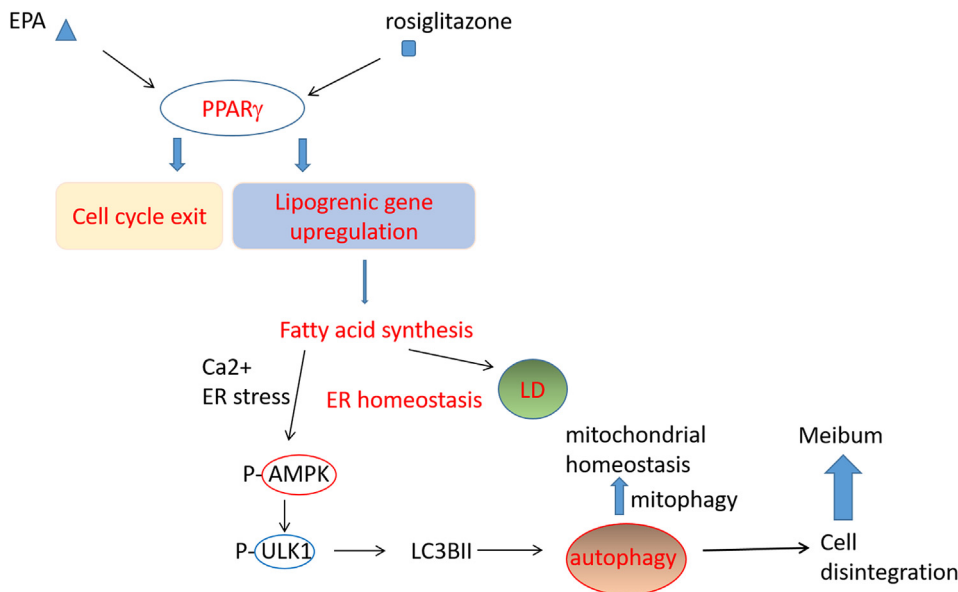 EPA
rosiglitazone
PPARγ
Cell cycle exit
Lipogrenic gene
upregulation
Fatty acid synthesis
Ca2+
ER stress
ER homeostasis
LD
mitochondrial
homeostasis
mitophagy
Meibum
P-AMPK
P-ULK1
LC3BII
autophagy
Cell
disintegration